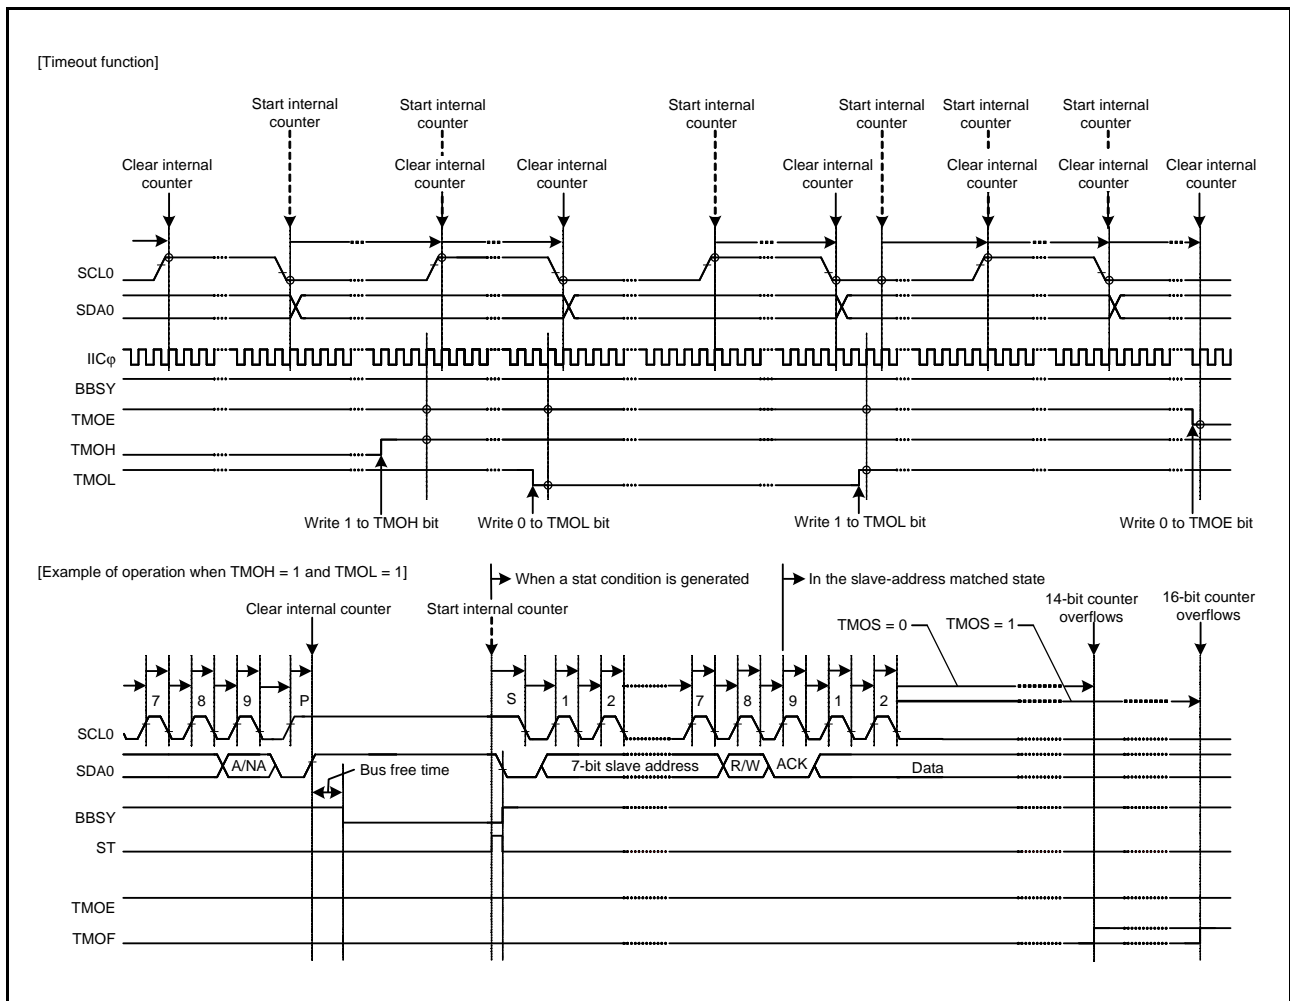 [Timeout function]
Start internal counter
Start internal counter
Start internal counter
Start internal counter
Start internal counter
Start internal counter
Clear internal counter
Clear internal counter
Clear internal counter
Clear internal counter
Clear internal counter
Clear internal counter
Clear internal counter
SCL0
SDA0
IICφ
BBSY
TMOE
TMOH
TMOL
Write 1 to TMOH bit
Write 0 to TMOL bit
Write 1 to TMOL bit
Write 0 to TMOE bit
[Example of operation when TMOH = 1 and TMOL = 1]
When a stat condition is generated
In the slave-address matched state
Clear internal counter
Start internal counter
14-bit counter overflows
16-bit counter overflows
TMOS = 0
TMOS = 1
7 8 9 P S 1 2 7 8 9 1 2
SCL0
SDA0
A/NA
Bus free time
7-bit slave address
R/W
ACK
Data
BBSY
ST
TMOE
TMOF